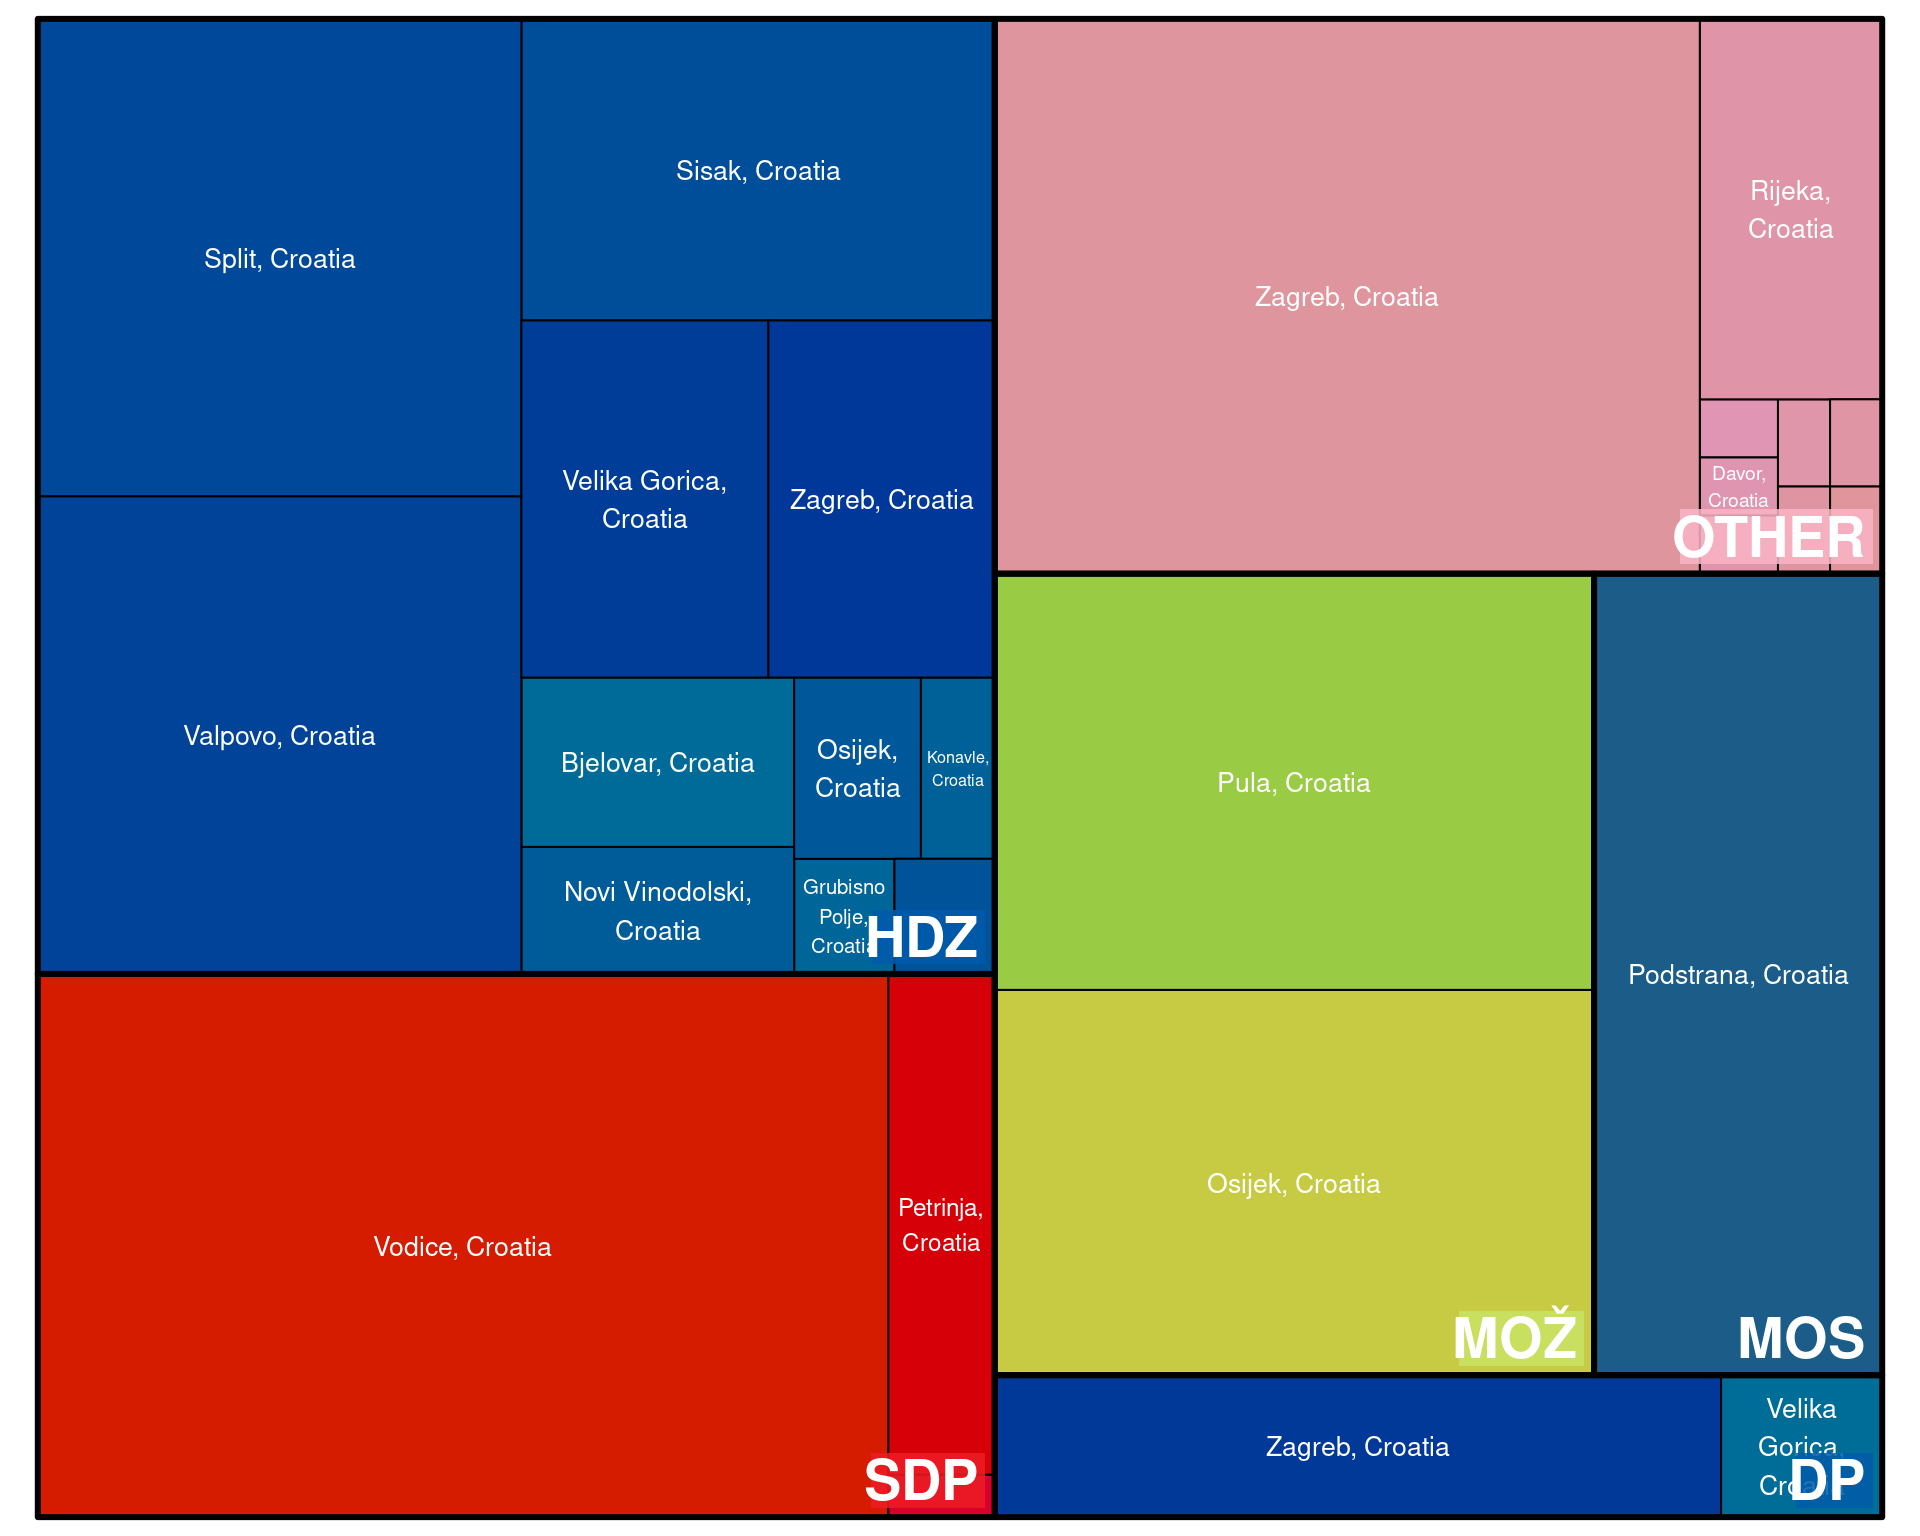 Split, Croatia
Sisak, Croatia
Velika Gorica,
Croatia
Zagreb, Croatia
Valpovo, Croatia
Bjelovar, Croatia
Osijek,
Croatia
Konavle,
Croatia
Novi Vinodolski,
Croatia
Grubisno
Polje,
Croatia
HDZ
Vodice, Croatia
Petrinja,
Croatia
SDP
Zagreb, Croatia
Rijeka,
Croatia
Davor,
Croatia
OTHER
Pula, Croatia
Osijek, Croatia
MOŽ
Podstrana, Croatia
MOS
Zagreb, Croatia
Velika
Gorica,
Croatia
DP